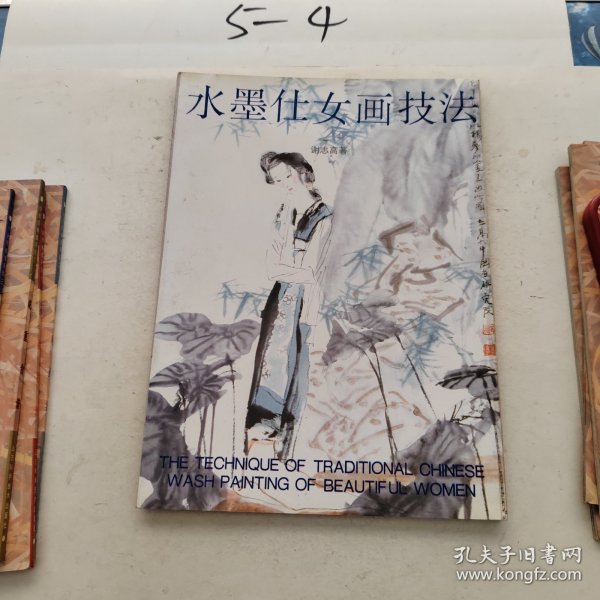 5-4
水墨仕女画技法
谢志高著
THE TECHNIQUE OF TRADITIONAL CHINESE
WASH PAINTING OF BEAUTIFUL WOMEN
孔夫子旧书网
www.kongfz.com